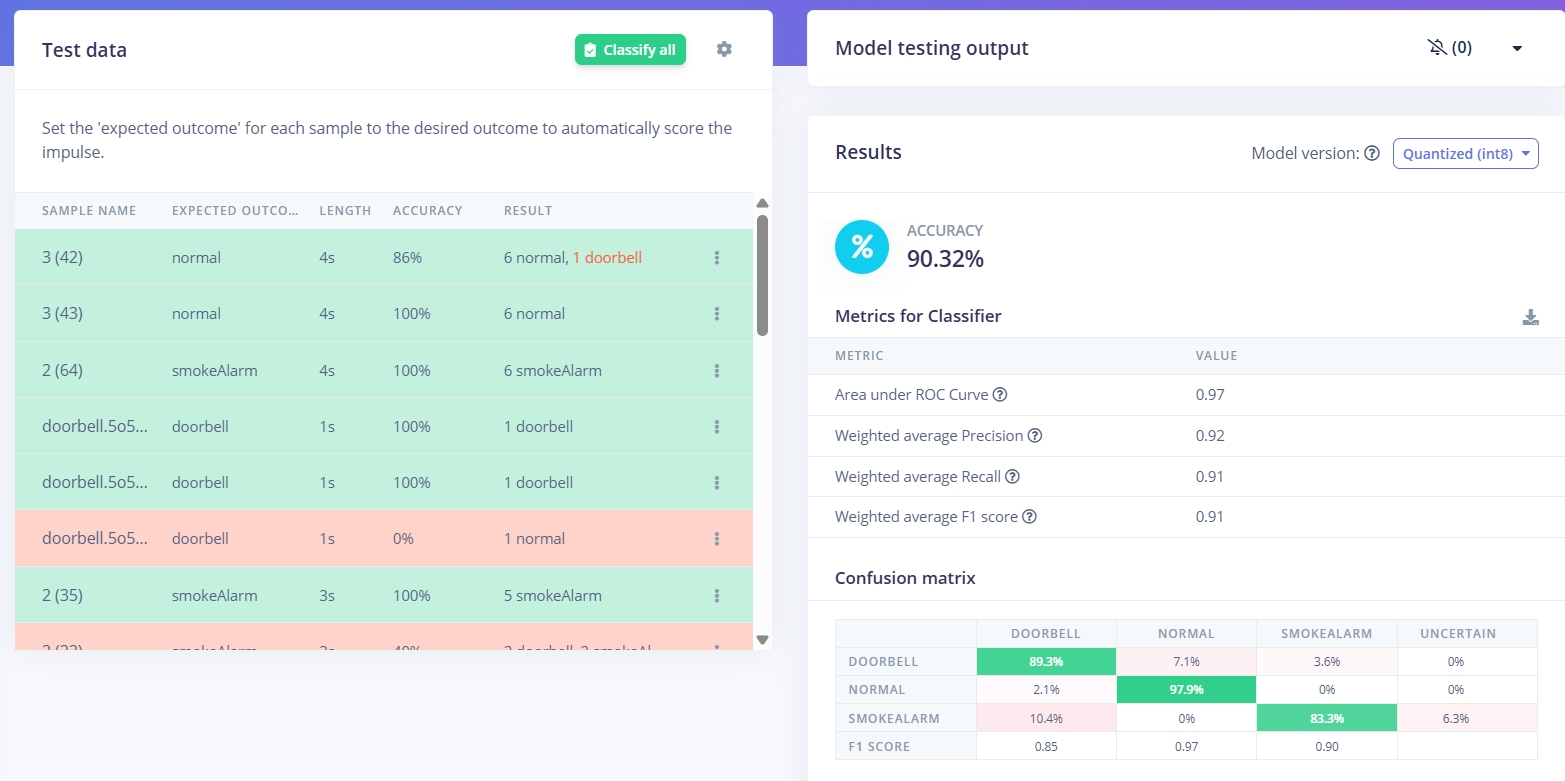 Test data
Classify all
Set the 'expected outcome' for each sample to the desired outcome to automatically score the
impulse.
SAMPLE NAME EXPECTED OUTCO... LENGTH ACCURACY RESULT
3 (42) normal 4s 86% 6 normal, 1 doorbell
3 (43) normal 4s 100% 6 normal
2 (64) smokeAlarm 4s 100% 6 smokeAlarm
doorbell.5o5... doorbell 1s 100% 1 doorbell
doorbell.5o5... doorbell 1s 100% 1 doorbell
doorbell.5o5... doorbell 1s 0% 1 normal
2 (35) smokeAlarm 3s 100% 5 smokeAlarm
Model testing output
(0)
Results
Model version: Quantized (int8)
% ACCURACY
90.32%
Metrics for Classifier
METRIC VALUE
Area under ROC Curve 0.97
Weighted average Precision 0.92
Weighted average Recall 0.91
Weighted average F1 score 0.91
Confusion matrix
DOORBELL NORMAL SMOKEALARM UNCERTAIN
DOORBELL 89.3% 7.1% 3.6% 0%
NORMAL 2.1% 97.9% 0% 0%
SMOKEALARM 10.4% 0% 83.3% 6.3%
F1 SCORE 0.85 0.97 0.90